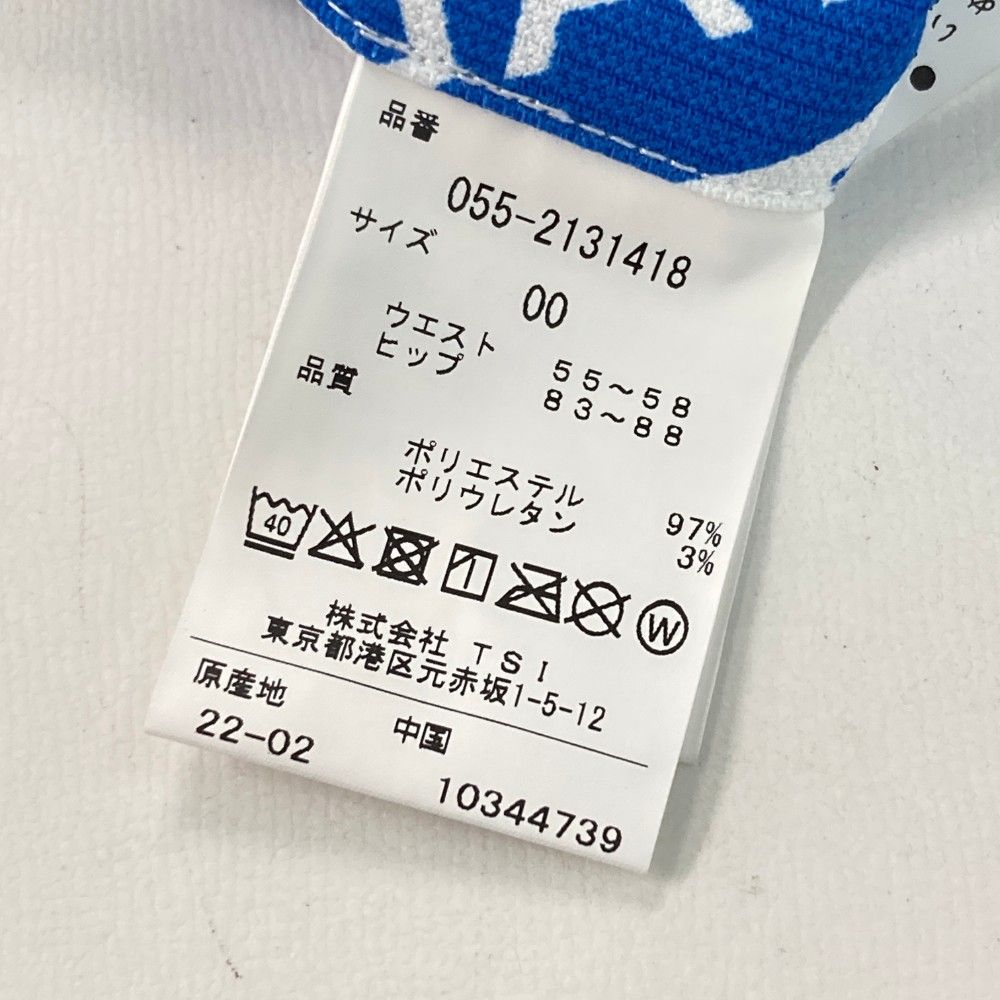 品番
055-2131418
サイズ
00
ウエスト 55～58
ヒップ 83～88
品質
ポリエステル 97%
ポリウレタン 3%
40
W
株式会社 TSI
東京都港区元赤坂1-5-12
原産地 中国
22-02 10344739